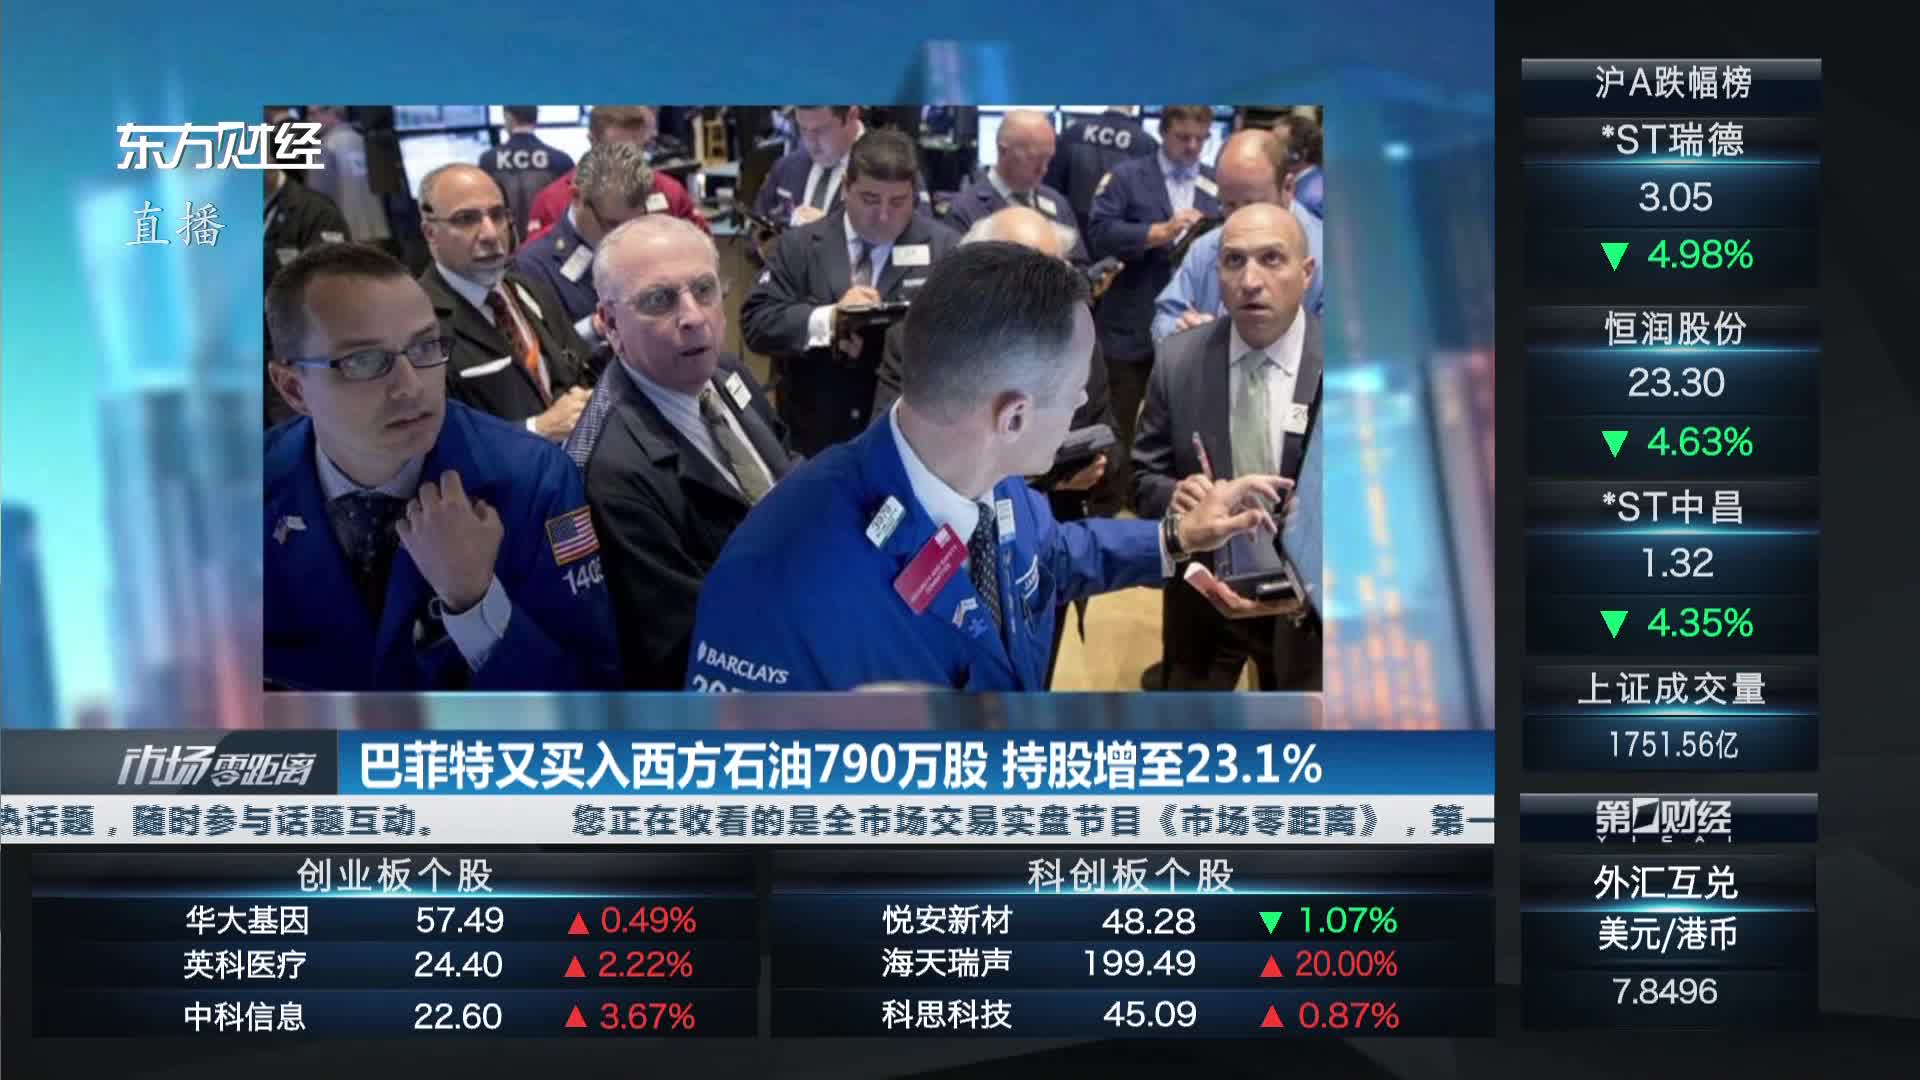 东方财经
直播
KCG
KCG
1405
BARCLAYS
市场零距离
巴菲特又买入西方石油790万股 持股增至23.1%
热话题，随时参与话题互动。 您正在收看的是全市场交易实盘节目《市场零距离》，第一
创业板个股
华大基因 57.49 ▲ 0.49%
英科医疗 24.40 ▲ 2.22%
中科信息 22.60 ▲ 3.67%
科创板个股
悦安新材 48.28 ▼ 1.07%
海天瑞声 199.49 ▲ 20.00%
科思科技 45.09 ▲ 0.87%
沪A跌幅榜
*ST瑞德
3.05
▼ 4.98%
恒润股份
23.30
▼ 4.63%
*ST中昌
1.32
▼ 4.35%
上证成交量
1751.56亿
第一财经
YICAI
外汇互兑
美元/港币
7.8496